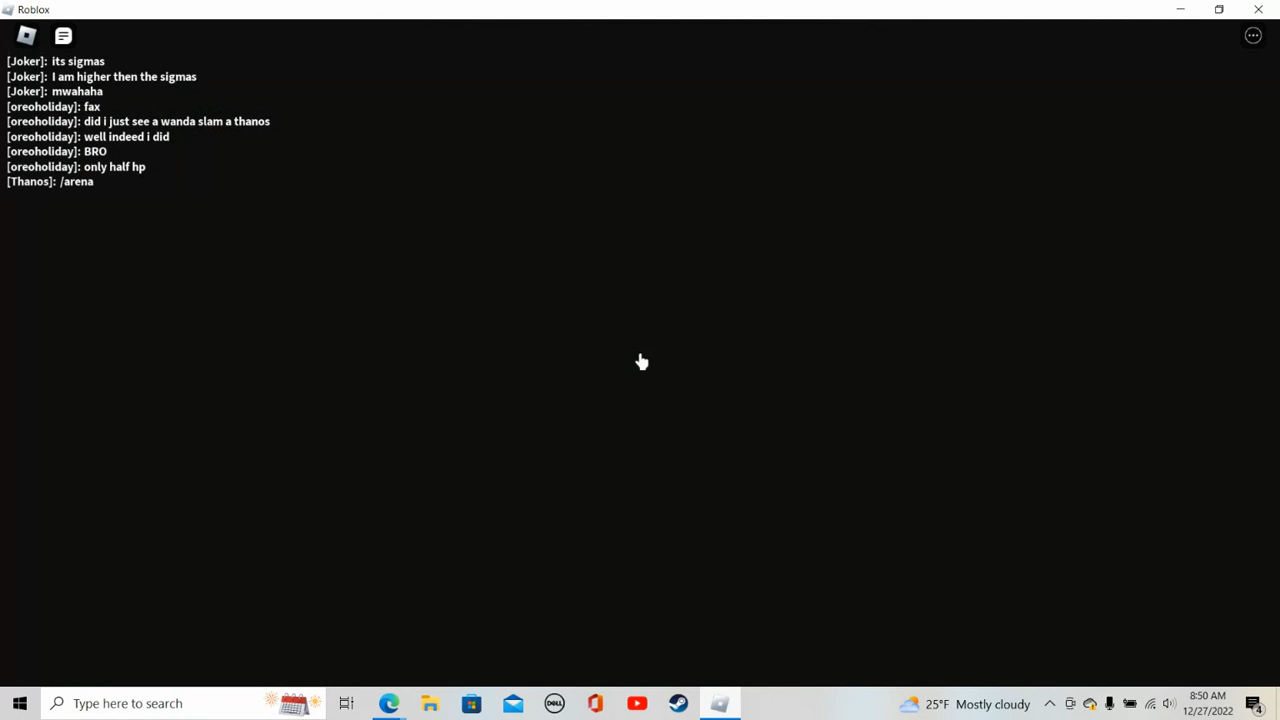 Roblox
[Joker]: its sigmas
[Joker]: I am higher then the sigmas
[Joker]: mwahaha
[oreoholiday]: fax
[oreoholiday]: did i just see a wanda slam a thanos
[oreoholiday]: well indeed i did
[oreoholiday]: BRO
[oreoholiday]: only half hp
[Thanos]: /arena
Type here to search
DELL
25°F Mostly cloudy
8:50 AM
12/27/2022
4